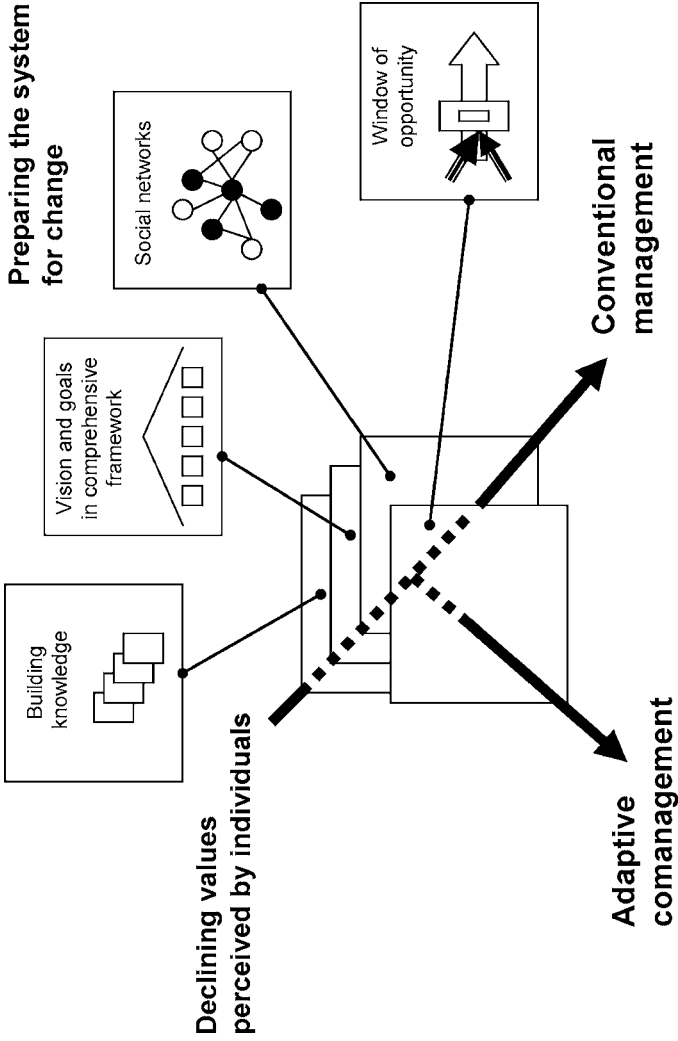 Preparing the system
for change
Building
knowledge
Vision and goals
in comprehensive
framework
Social networks
Window of
opportunity
Declining values
perceived by individuals
Adaptive
comanagement
Conventional
management